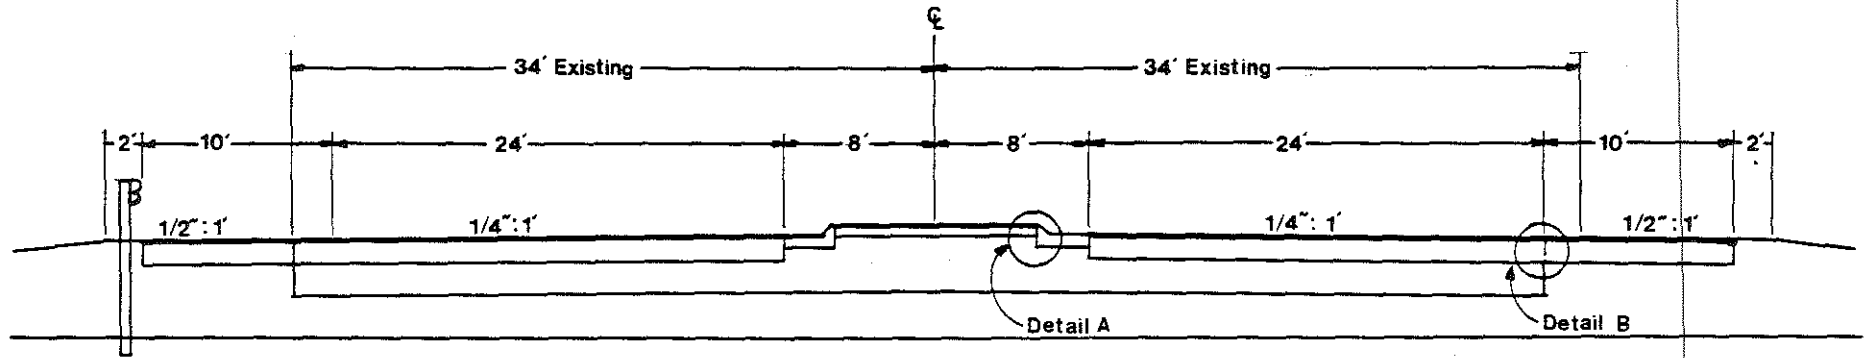 ℄
34′ Existing 34′ Existing
2′ 10′ 24′ 8′ 8′ 24′ 10′ 2′
1/2″:1′ 1/4″:1′ 1/4″: 1′ 1/2″:1′
Detail A Detail B